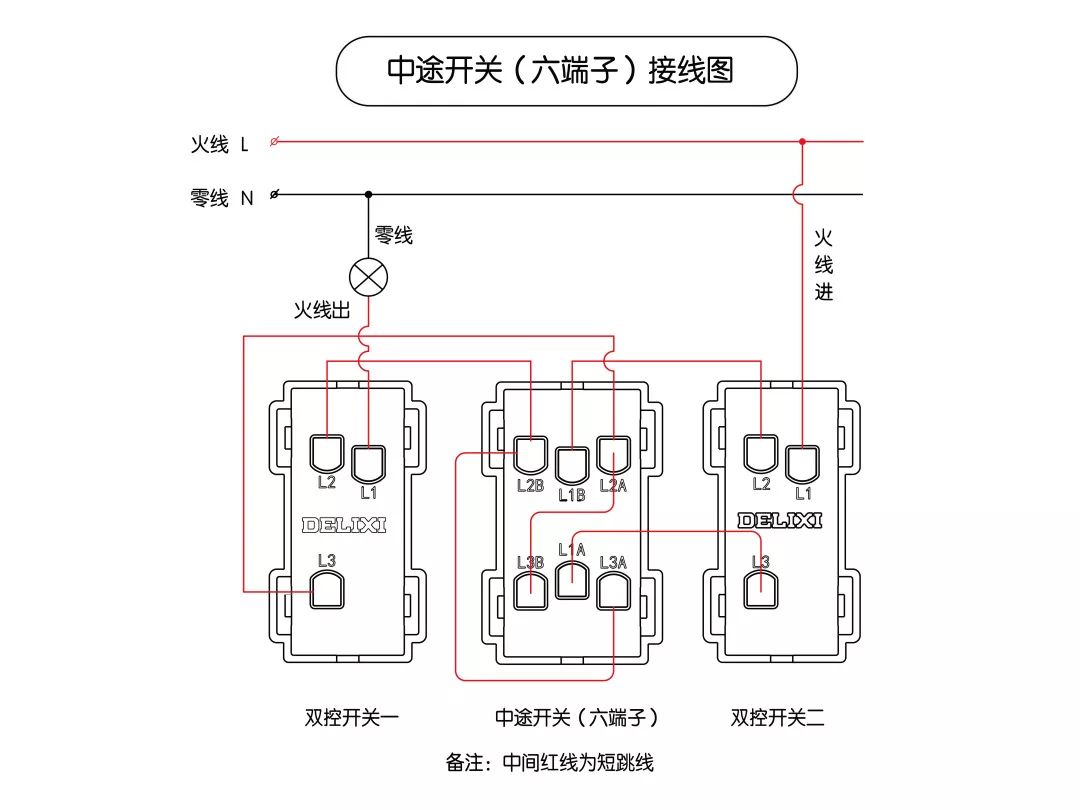 中途开关（六端子）接线图
火线 L
零线 N
零线
火线进
火线出
L2
L1
L2B
L1B
L2A
L2
L1
DELIXI
DELIXI
L3
L3B
L1A
L3A
L3
双控开关一
中途开关（六端子）
双控开关二
备注：中间红线为短跳线